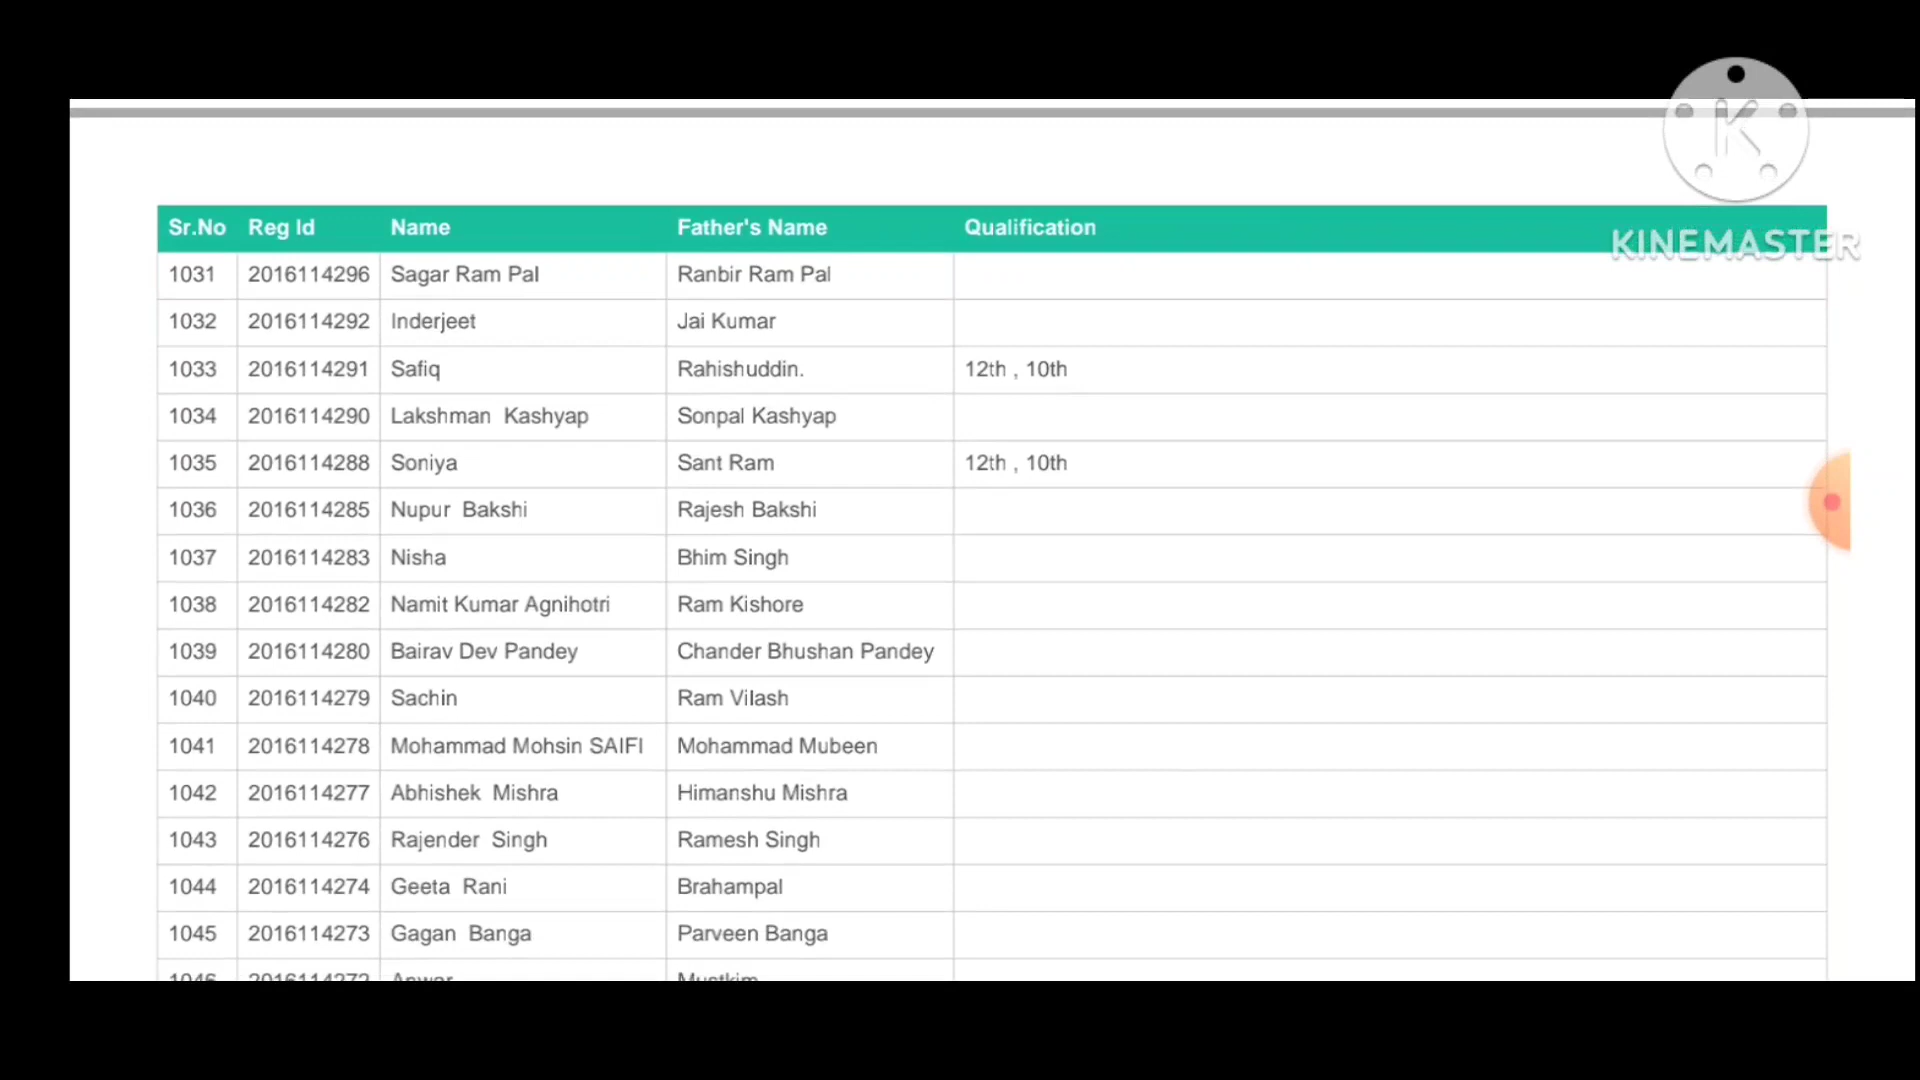 K
KINEMASTER
Sr.No Reg Id Name Father's Name Qualification
1031 2016114296 Sagar Ram Pal Ranbir Ram Pal
1032 2016114292 Inderjeet Jai Kumar
1033 2016114291 Safiq Rahishuddin. 12th , 10th
1034 2016114290 Lakshman Kashyap Sonpal Kashyap
1035 2016114288 Soniya Sant Ram 12th , 10th
1036 2016114285 Nupur Bakshi Rajesh Bakshi
1037 2016114283 Nisha Bhim Singh
1038 2016114282 Namit Kumar Agnihotri Ram Kishore
1039 2016114280 Bairav Dev Pandey Chander Bhushan Pandey
1040 2016114279 Sachin Ram Vilash
1041 2016114278 Mohammad Mohsin SAIFI Mohammad Mubeen
1042 2016114277 Abhishek Mishra Himanshu Mishra
1043 2016114276 Rajender Singh Ramesh Singh
1044 2016114274 Geeta Rani Brahampal
1045 2016114273 Gagan Banga Parveen Banga
1046 2016114272 Anwar Mustkim